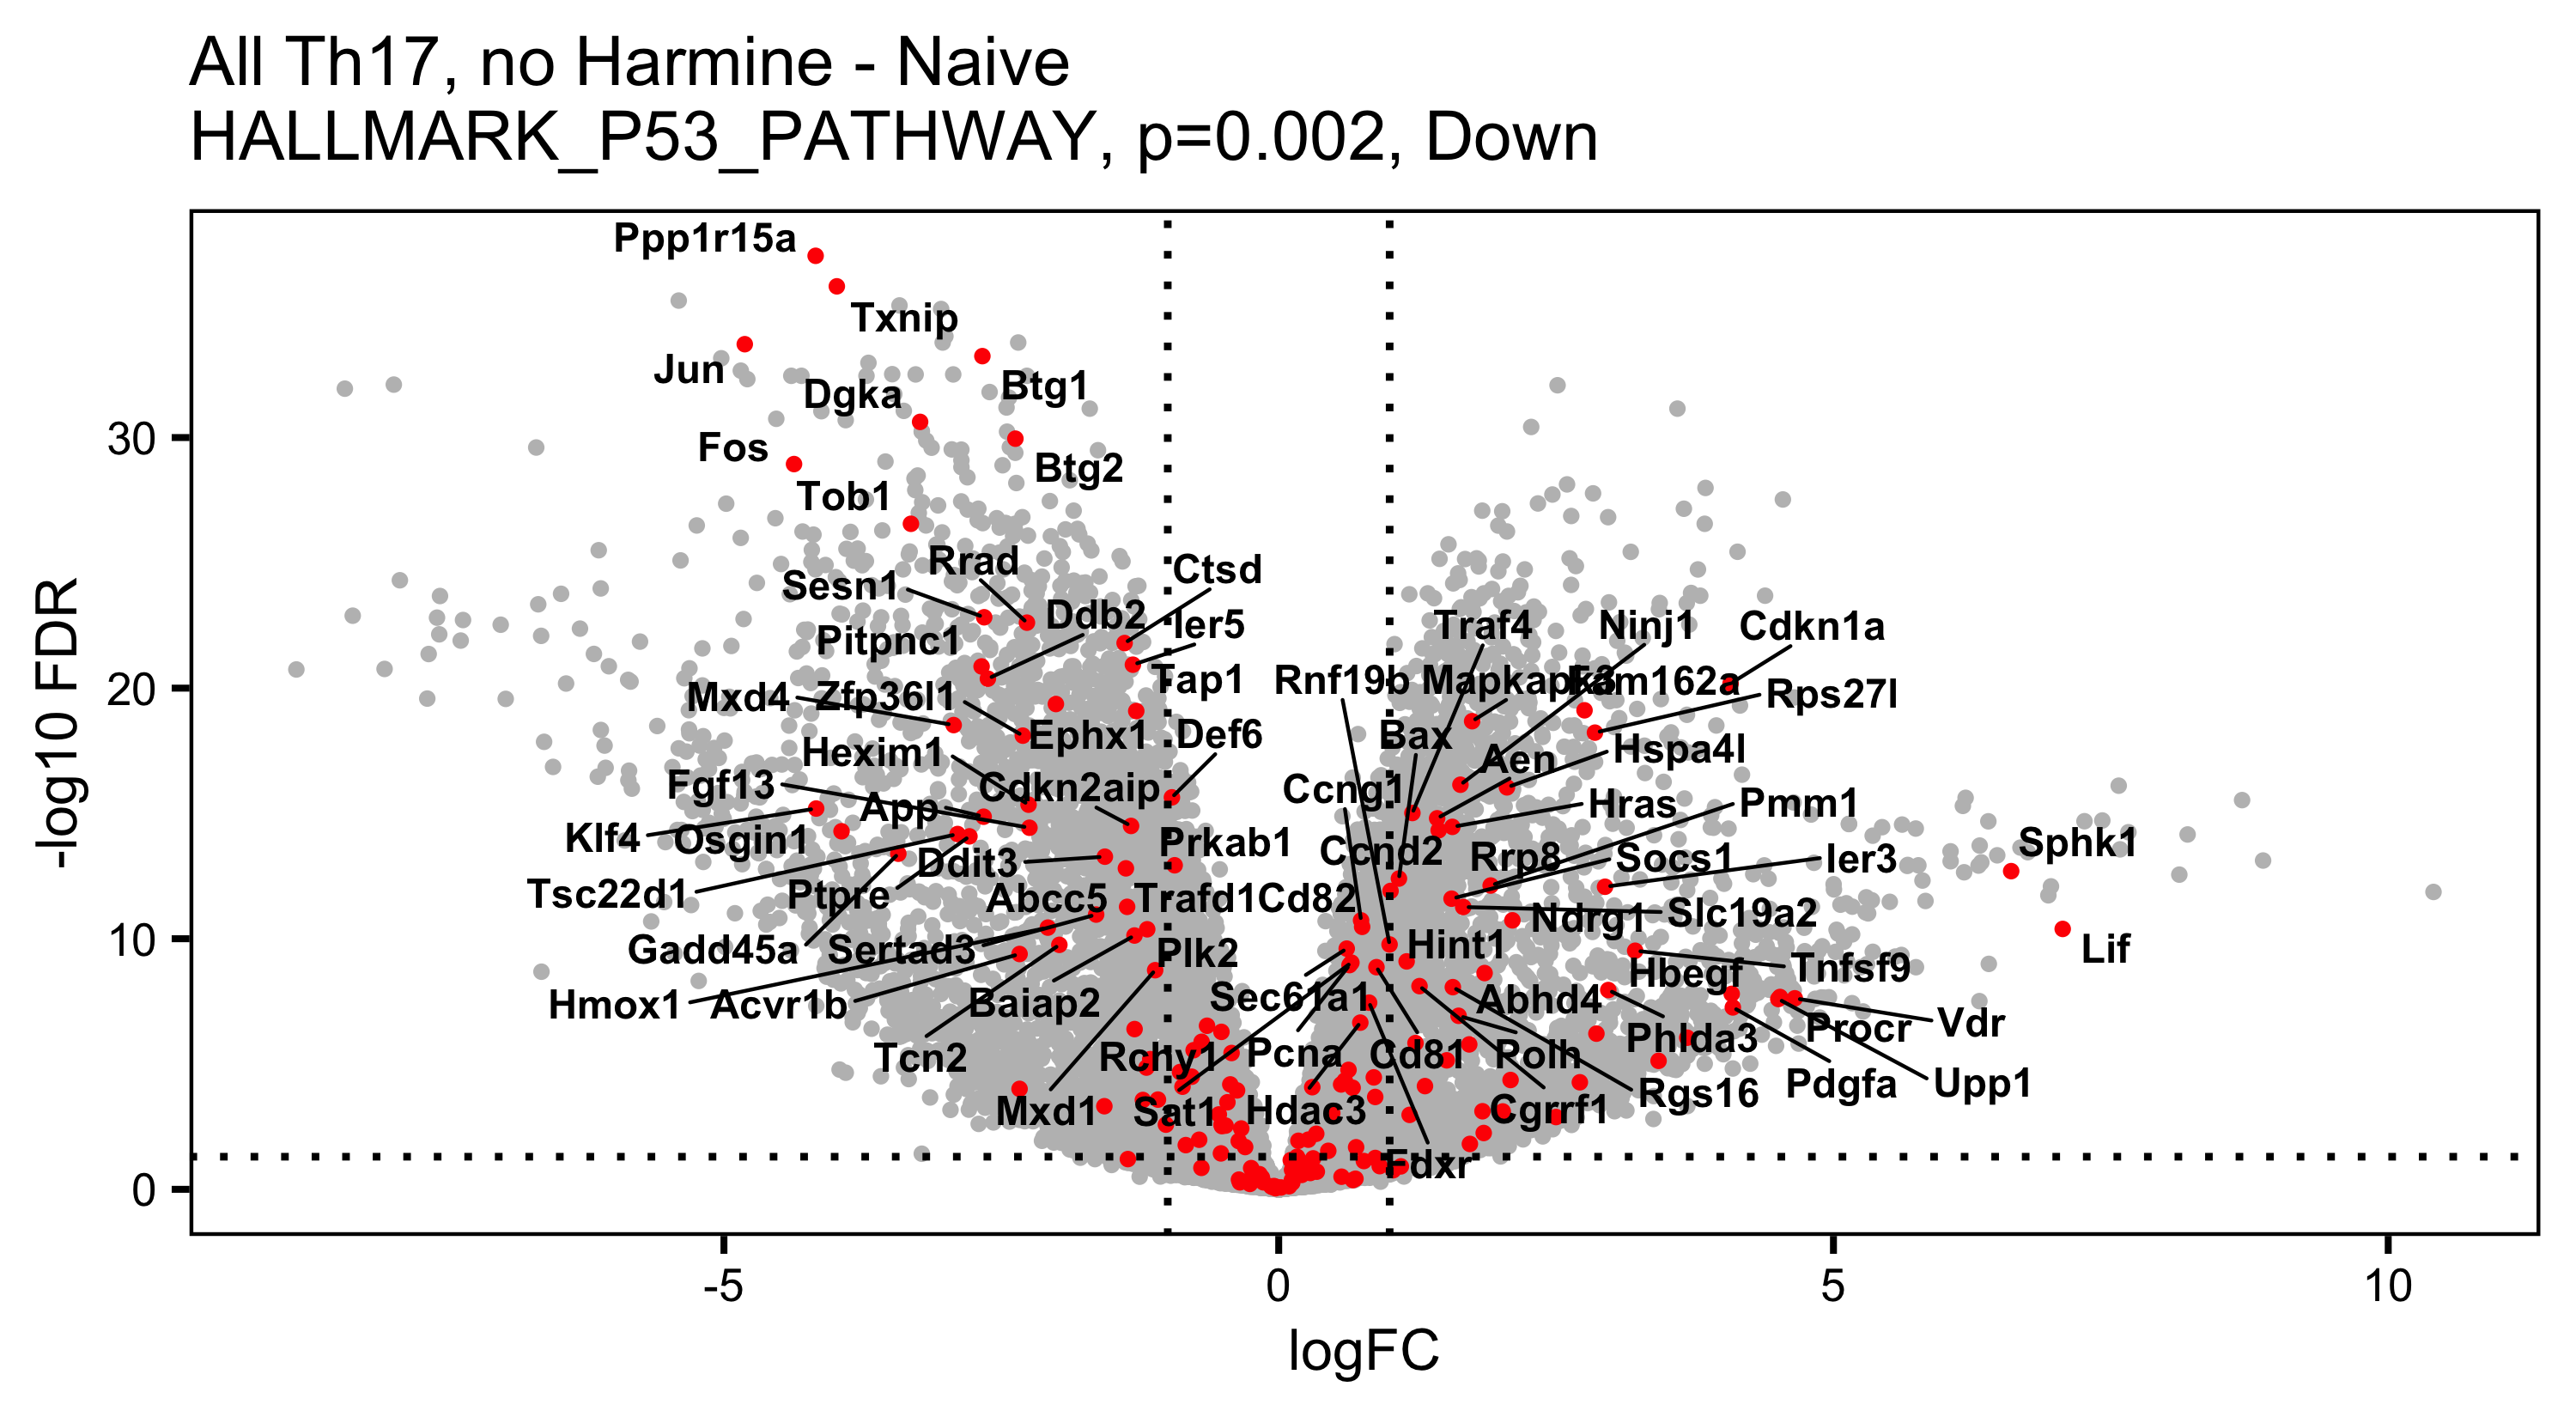 All Th17, no Harmine - Naive
HALLMARK_P53_PATHWAY, p=0.002, Down
Ppp1r15a
Txnip
Jun
Btg1
Dgka
Fos
Btg2
Tob1
Rrad
Ctsd
Sesn1
Ddb2
Ier5
Traf4
Ninj1
Cdkn1a
Pitpnc1
Tap1
Rnf19b
Mapkapk3
Fam162a
Rps27l
Mxd4
Zfp36l1
Ephx1
Def6
Bax
Hexim1
Aen
Hspa4l
Fgf13
Cdkn2aip
Ccng1
App
Hras
Pmm1
Klf4
Osgin1
Prkab1
Ccnd2
Rrp8
Socs1
Ier3
Sphk1
Ddit3
Tsc22d1
Ptpre
Abcc5
Trafd1
Cd82
Ndrg1
Slc19a2
Gadd45a
Sertad3
Plk2
Hint1
Lif
Hbegf
Tnfsf9
Hmox1
Acvr1b
Baiap2
Sec61a1
Abhd4
Phlda3
Procr
Vdr
Tcn2
Rchy1
Pcna
Cd81
Polh
Rgs16
Pdgfa
Upp1
Mxd1
Sat1
Hdac3
Cgrrf1
Fdxr
-log10 FDR
30
20
10
0
-5
0
5
10
logFC